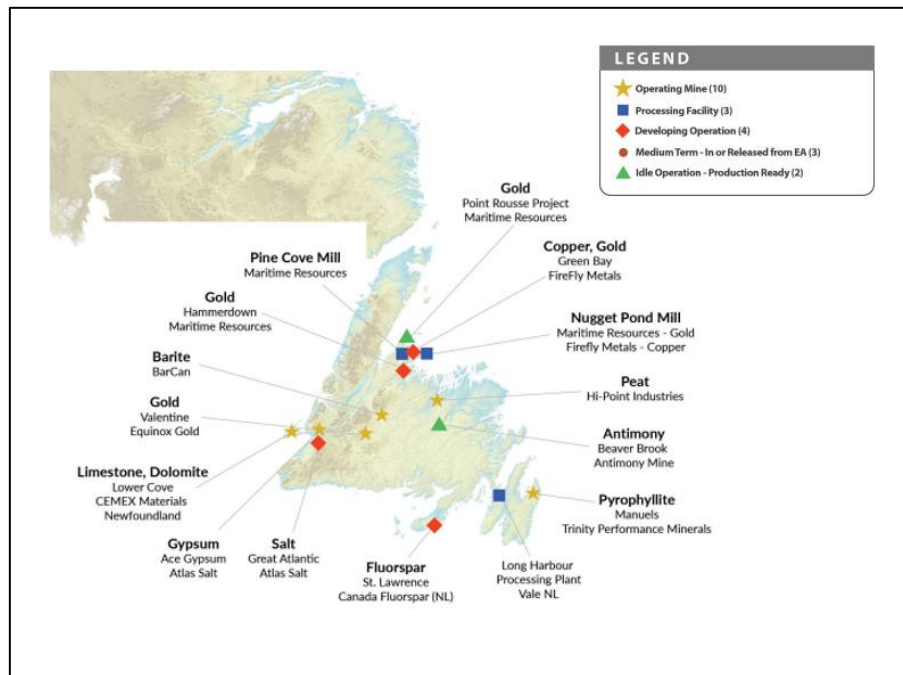 LEGEND
Operating Mine (10)
Processing Facility (3)
Developing Operation (4)
Medium Term - In or Released from EA (3)
Idle Operation - Production Ready (2)
Gold
Point Rousse Project
Maritime Resources
Copper, Gold
Green Bay
FireFly Metals
Pine Cove Mill
Maritime Resources
Gold
Hammerdown
Maritime Resources
Nugget Pond Mill
Maritime Resources - Gold
Firefly Metals - Copper
Barite
BarCan
Peat
Hi-Point Industries
Gold
Valentine
Equinox Gold
Antimony
Beaver Brook
Antimony Mine
Limestone, Dolomite
Lower Cove
CEMEX Materials
Newfoundland
Pyrophyllite
Manuels
Trinity Performance Minerals
Gypsum
Ace Gypsum
Atlas Salt
Salt
Great Atlantic
Atlas Salt
Fluorspar
St. Lawrence
Canada Fluorspar (NL)
Long Harbour
Processing Plant
Vale NL